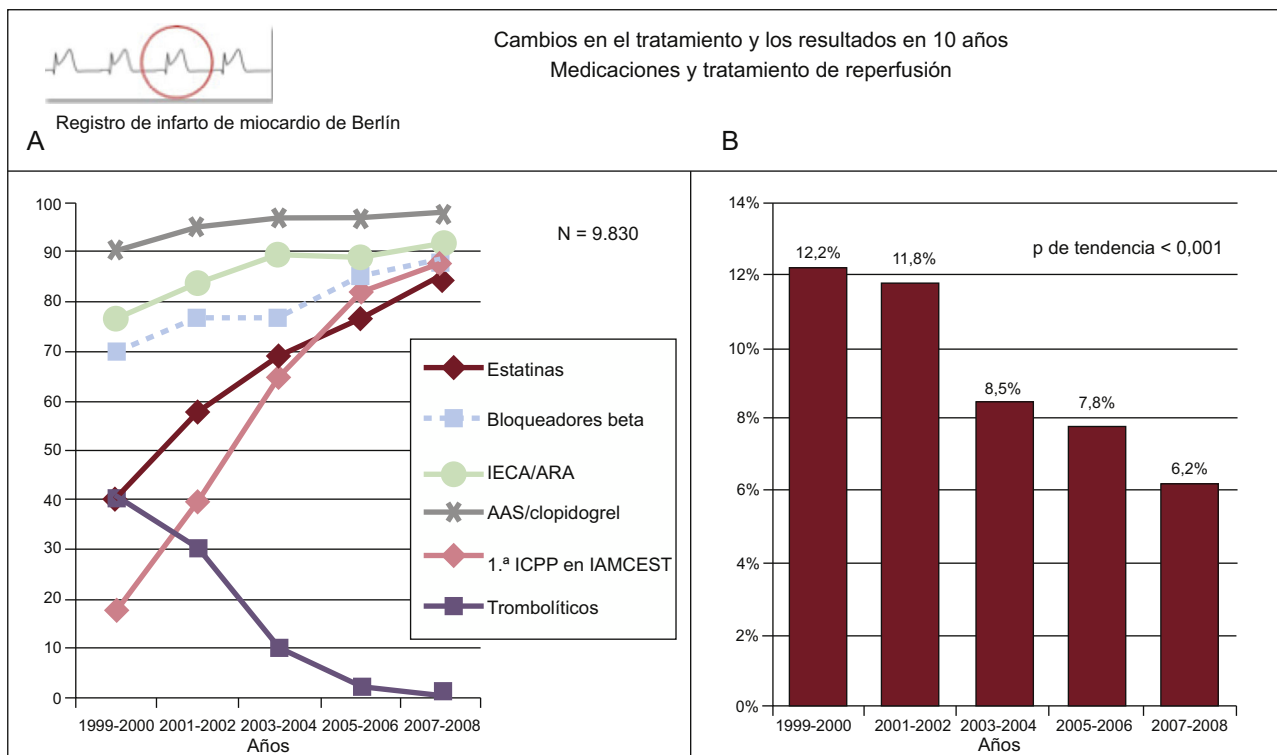 Cambios en el tratamiento y los resultados en 10 años
Medicaciones y tratamiento de reperfusión
Registro de infarto de miocardio de Berlín
A
B
100
90
80
70
60
50
40
30
20
10
0
N = 9.830
Estatinas
Bloqueadores beta
IECA/ARA
AAS/clopidogrel
1.ª ICPP en IAMCEST
Trombolíticos
1999-2000 2001-2002 2003-2004 2005-2006 2007-2008
Años
14%
12%
10%
8%
6%
4%
2%
0%
p de tendencia < 0,001
12,2%
11,8%
8,5%
7,8%
6,2%
1999-2000 2001-2002 2003-2004 2005-2006 2007-2008
Años